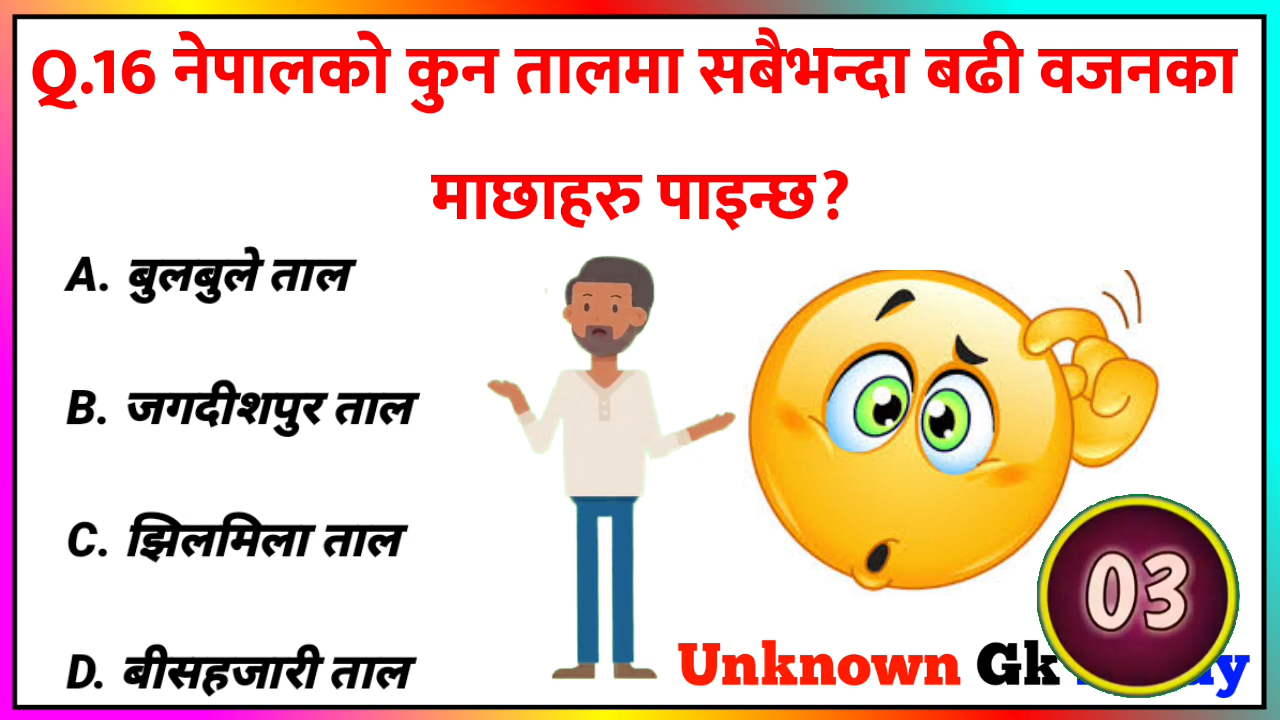 Q.16 नेपालको कुन तालमा सबैभन्दा बढी वजनका
माछाहरु पाइन्छ?
A. बुलबुले ताल
B. जगदीशपुर ताल
C. झिलमिला ताल
D. बीसहजारी ताल
03
Unknown Gk